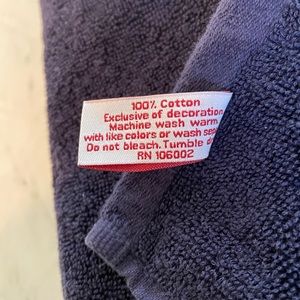 100% Cotton
Exclusive of decoration
Machine wash warm
with like colors or wash
Do not bleach. Tumble
RN 106002